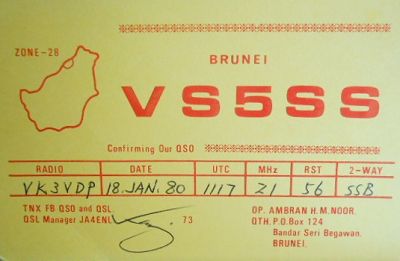 ZONE-28
BRUNEI
VS5SS
Confirming Our QSO
RADIO DATE UTC MHz RST 2-WAY
VK3VDP 18. JAN. 80 1117 21 56 SSB
TNX FB QSO and QSL
QSL Manager JA4ENL 73
OP. AMBRAN H.M.NOOR.
QTH. P.O.Box 124
Bandar Seri Begawan.
BRUNEI.